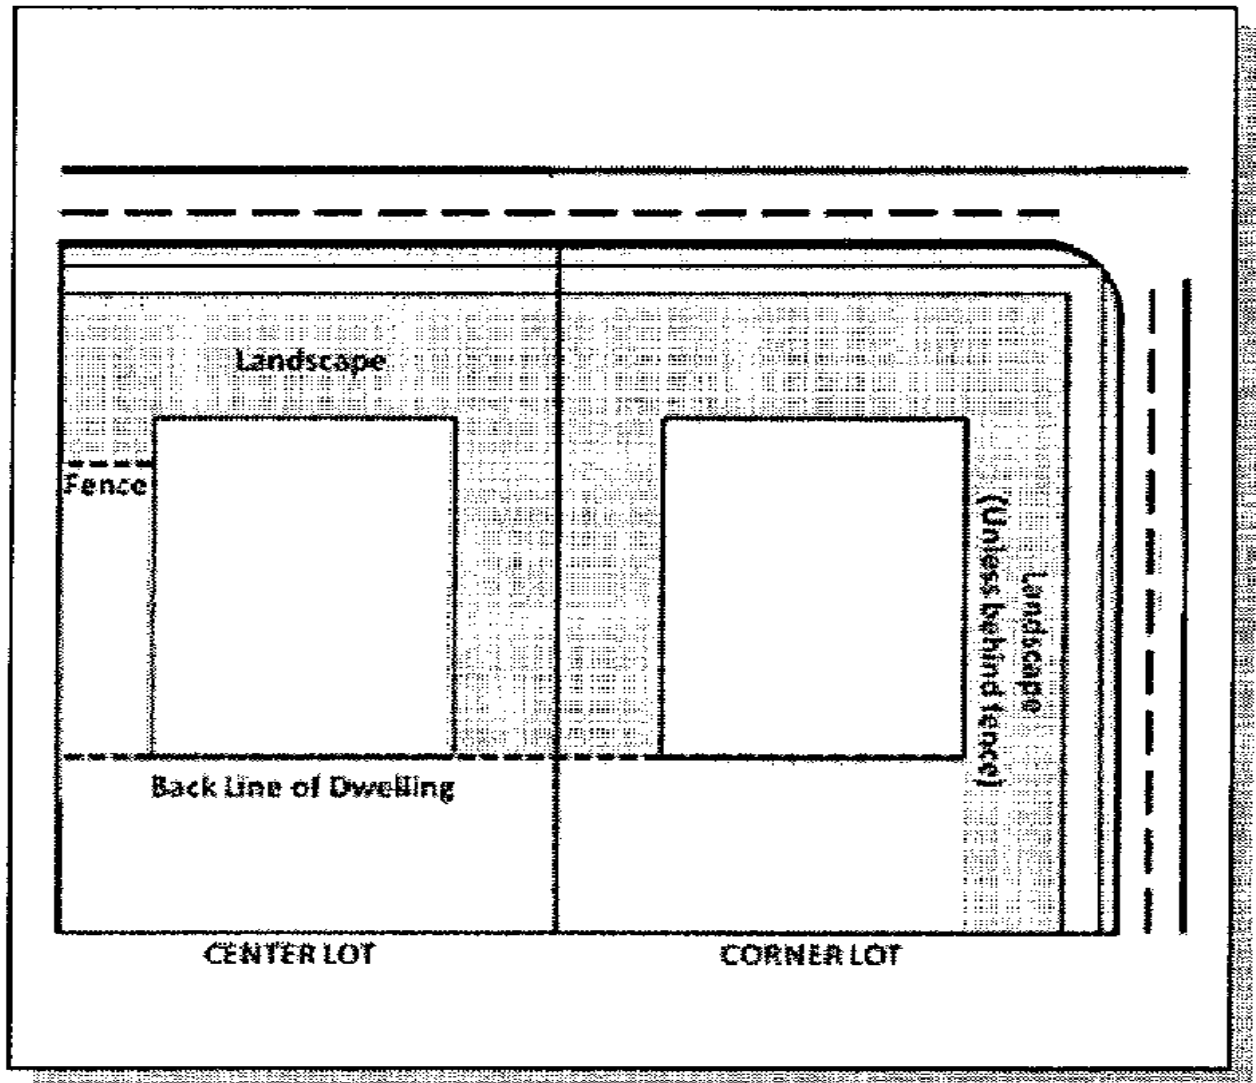 Landscape
Fence
Landscape
(Unless behind fence)
Back Line of Dwelling
CENTER LOT
CORNER LOT